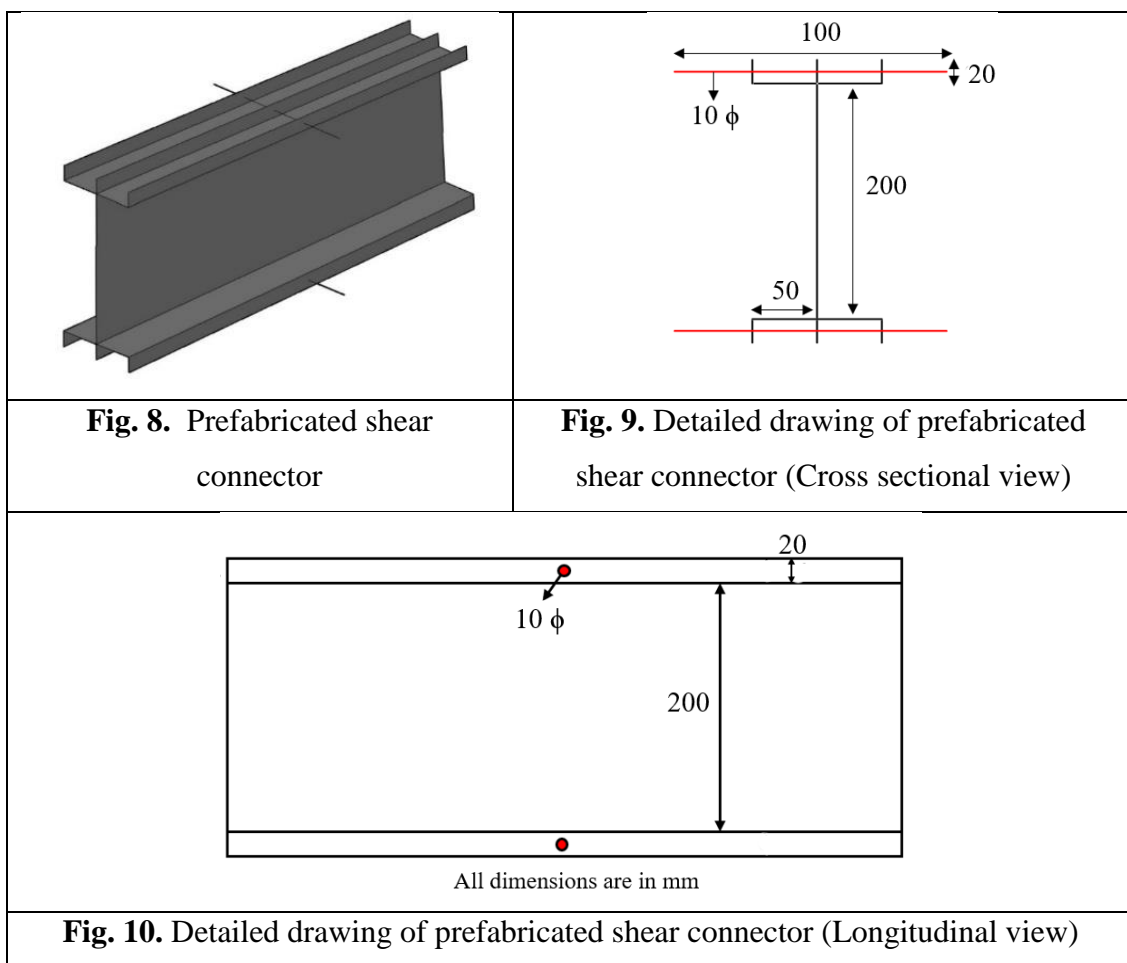 100
20
10 ϕ
200
50
Fig. 8. Prefabricated shear
connector
Fig. 9. Detailed drawing of prefabricated
shear connector (Cross sectional view)
20
10 ϕ
200
All dimensions are in mm
Fig. 10. Detailed drawing of prefabricated shear connector (Longitudinal view)